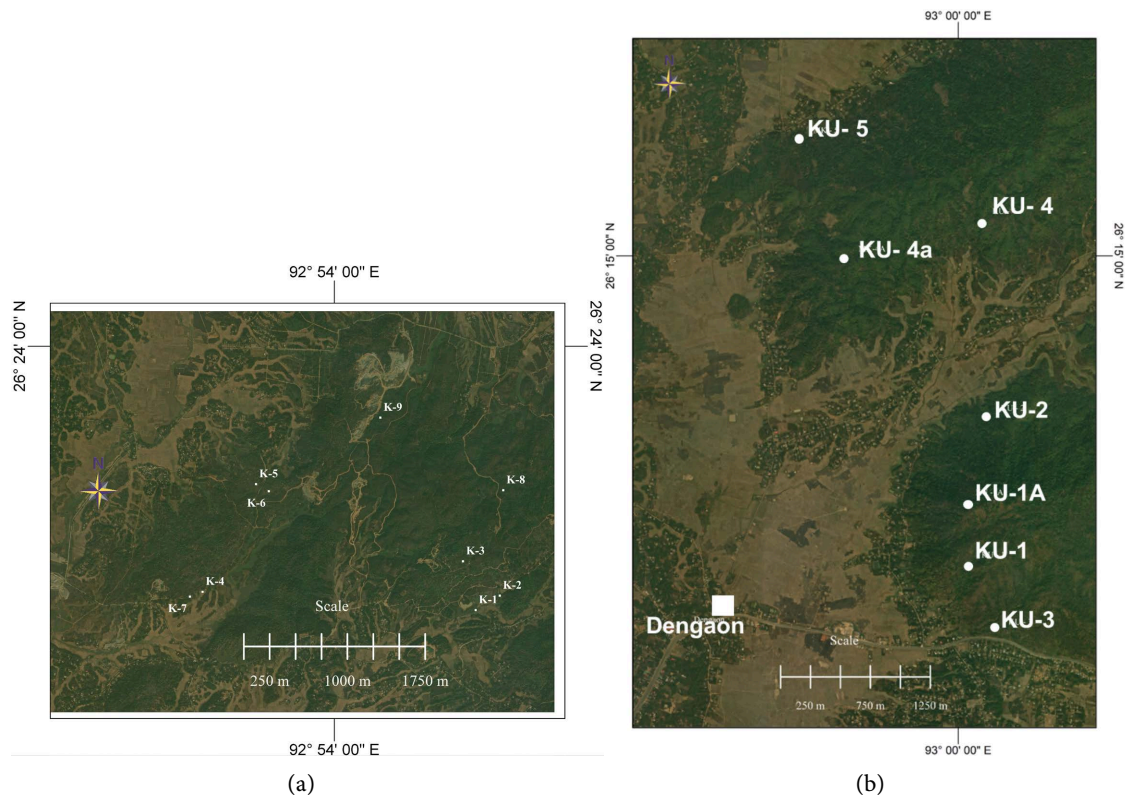 92° 54' 00" E
26° 24' 00" N
26° 24' 00" N
N
K-9
K-5
K-6
K-8
K-3
K-4
K-2
K-7
K-1
Scale
250 m 1000 m 1750 m
92° 54' 00" E
(a)
93° 00' 00" E
N
KU- 5
KU- 4
26° 15' 00" N
26° 15' 00" N
KU- 4a
KU-2
KU-1A
KU-1
KU-3
Dengaon
Scale
250 m 750 m 1250 m
93° 00' 00" E
(b)